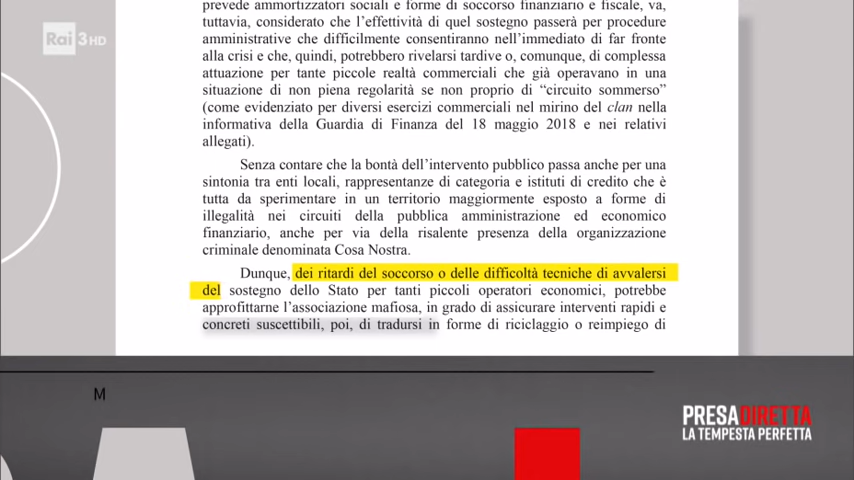 prevede ammortizzatori sociali e forme di soccorso finanziario e fiscale, va,
Rai 3HD
tuttavia, considerato che l'effettività di quel sostegno passerà per procedure
amministrative che difficilmente consentiranno nell'immediato di far fronte
alla crisi e che, quindi, potrebbero rivelarsi tardive o, comunque, di complessa
attuazione per tante piccole realtà commerciali che già operavano in una
situazione di non piena regolarità se non proprio di “circuito sommerso”
(come evidenziato per diversi esercizi commerciali nel mirino del clan nella
informativa della Guardia di Finanza del 18 maggio 2018 e nei relativi
allegati).
Senza contare che la bontà dell'intervento pubblico passa anche per una
sintonia tra enti locali, rappresentanze di categoria e istituti di credito che è
tutta da sperimentare in un territorio maggiormente esposto a forme di
illegalità nei circuiti della pubblica amministrazione ed economico
finanziario, anche per via della risalente presenza della organizzazione
criminale denominata Cosa Nostra.
Dunque, dei ritardi del soccorso o delle difficoltà tecniche di avvalersi
del sostegno dello Stato per tanti piccoli operatori economici, potrebbe
approfittarne l'associazione mafiosa, in grado di assicurare interventi rapidi e
concreti suscettibili, poi, di tradursi in forme di riciclaggio o reimpiego di
M
PRESADIRETTA
LA TEMPESTA PERFETTA